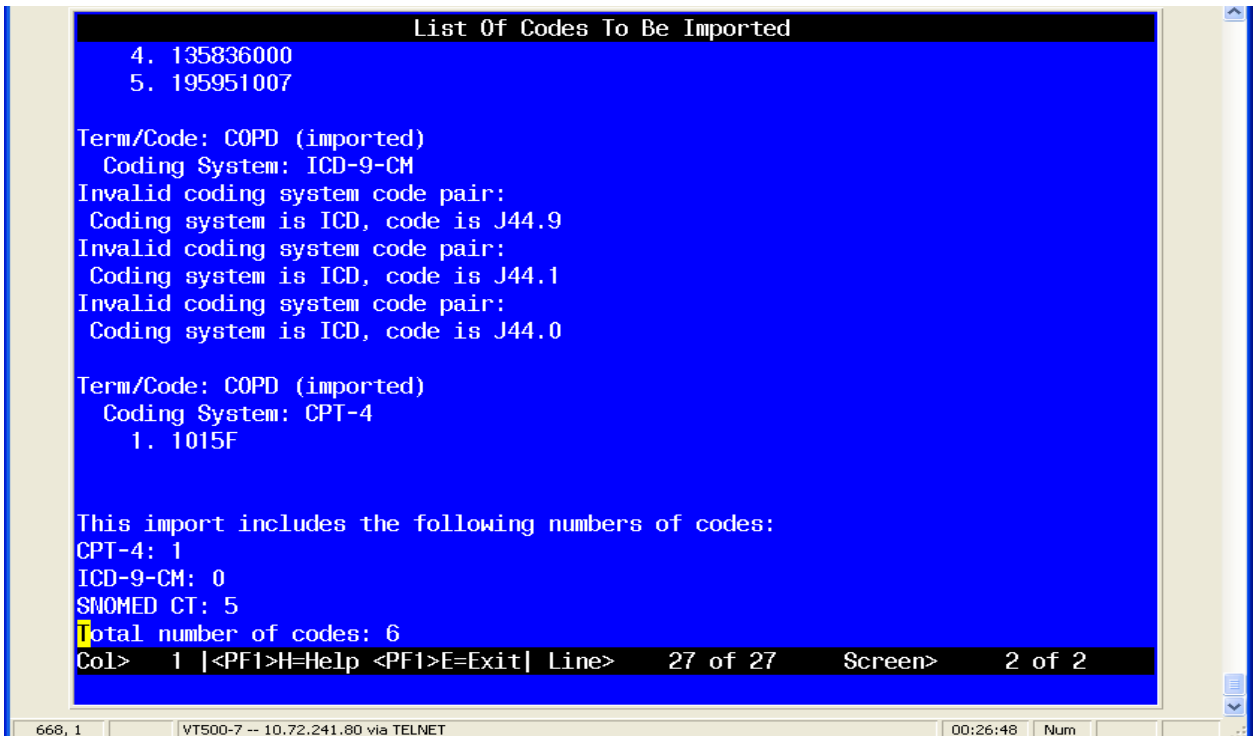 List Of Codes To Be Imported
4. 135836000
5. 195951007
Term/Code: COPD (imported)
Coding System: ICD-9-CM
Invalid coding system code pair:
Coding system is ICD, code is J44.9
Invalid coding system code pair:
Coding system is ICD, code is J44.1
Invalid coding system code pair:
Coding system is ICD, code is J44.0
Term/Code: COPD (imported)
Coding System: CPT-4
1. 1015F
This import includes the following numbers of codes:
CPT-4: 1
ICD-9-CM: 0
SNOMED CT: 5
Total number of codes: 6
Col> 1 |<PF1>H=Help <PF1>E=Exit| Line> 27 of 27 Screen> 2 of 2
668, 1 VT500-7 -- 10.72.241.80 via TELNET 00:26:48 Num